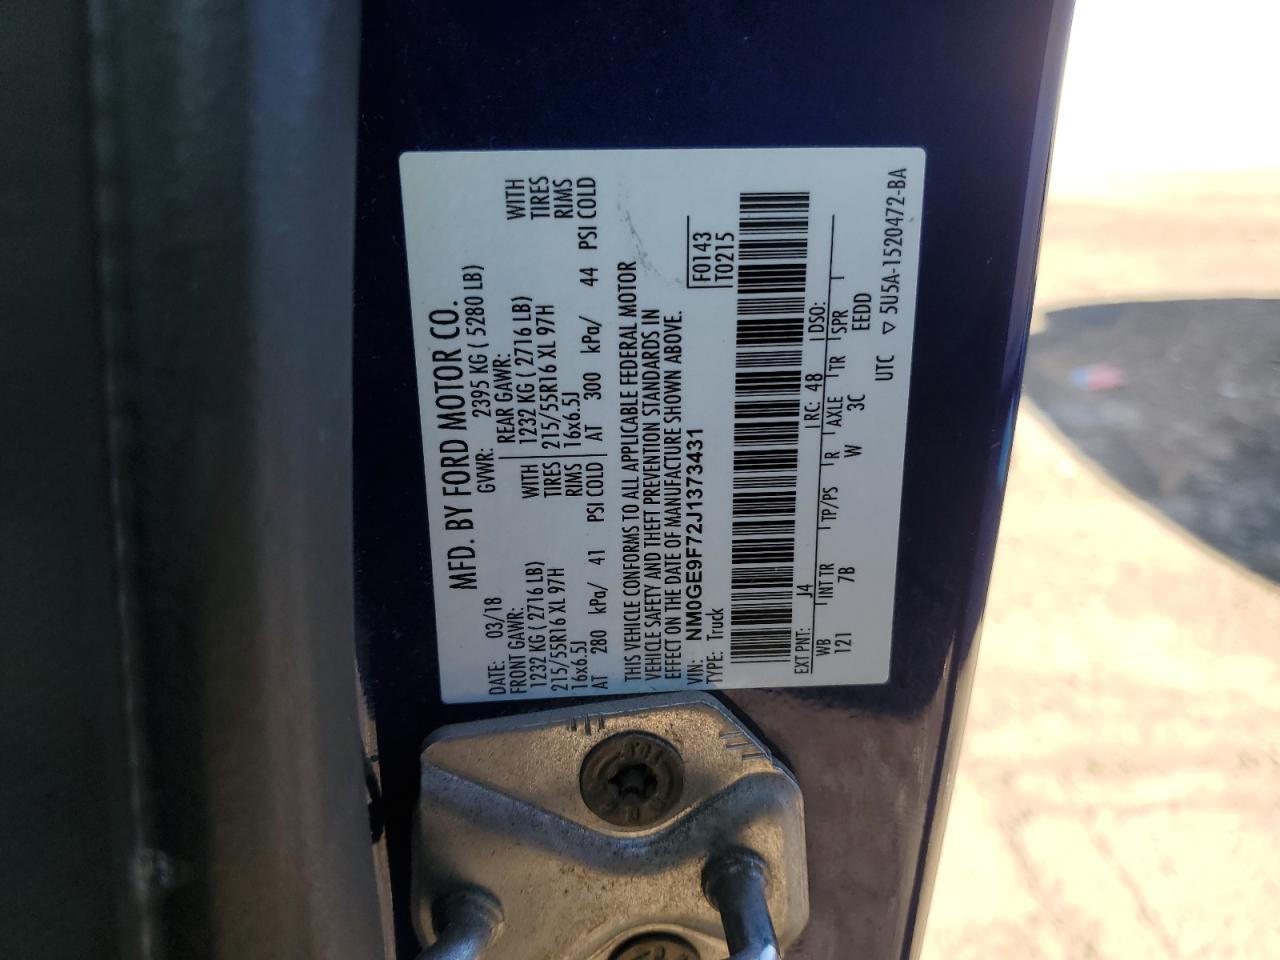 MFD. BY FORD MOTOR CO.
DATE: 03/18 GVWR: 2395 KG ( 5280 LB)
FRONT GAWR: REAR GAWR:
1232 KG ( 2716 LB) WITH 1232 KG ( 2716 LB) WITH
215/55R16 XL 97H TIRES 215/55R16 XL 97H TIRES
16x6.5J RIMS 16x6.5J RIMS
AT 280 kPa/ 41 PSI COLD AT 300 kPa/ 44 PSI COLD
THIS VEHICLE CONFORMS TO ALL APPLICABLE FEDERAL MOTOR
VEHICLE SAFETY AND THEFT PREVENTION STANDARDS IN
EFFECT ON THE DATE OF MANUFACTURE SHOWN ABOVE.
VIN: NM0GE9F72J1373431 F0143
TYPE: Truck T0215
EXT PNT: J4 RC: 48 DSO:
WB INT TR TP/PS R AXLE TR SPR
121 7B W 3C EEDD
UTC ▽ 5U5A-1520472-BA